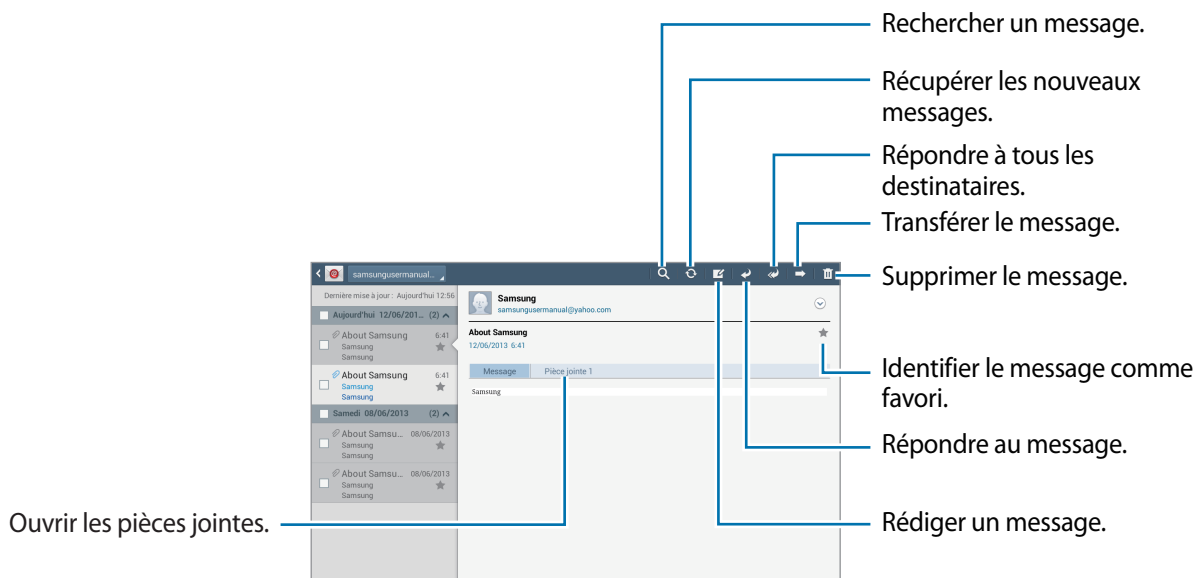 Rechercher un message.
Récupérer les nouveaux
messages.
Répondre à tous les
destinataires.
Transférer le message.
Supprimer le message.
Identifier le message comme
favori.
Répondre au message.
Rédiger un message.
Ouvrir les pièces jointes.
samsungusermanual...
Dernière mise à jour : Aujourd'hui 12:56
Aujourd'hui 12/06/201... (2)
About Samsung 6:41
Samsung
Samsung
About Samsung 6:41
Samsung
Samsung
Samedi 08/06/2013 (2)
About Samsu... 08/06/2013
Samsung
Samsung
About Samsu... 08/06/2013
Samsung
Samsung
Samsung
samsungusermanual@yahoo.com
About Samsung
12/06/2013 6:41
Message Pièce jointe 1
Samsung